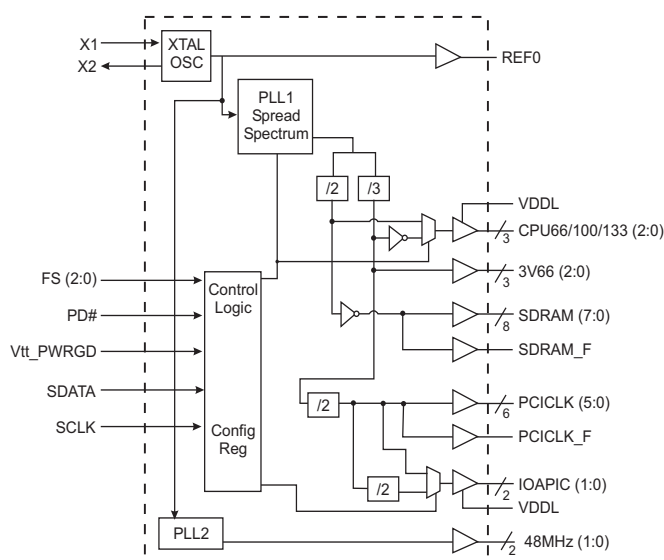 X1
X2
XTAL
OSC
REF0
PLL1
Spread
Spectrum
/2
/3
VDDL
CPU66/100/133 (2:0)
3
3V66 (2:0)
3
FS (2:0)
PD#
Vtt_PWRGD
SDATA
SCLK
Control
Logic
Config
Reg
SDRAM (7:0)
8
SDRAM_F
/2
PCICLK (5:0)
6
PCICLK_F
/2
IOAPIC (1:0)
2
VDDL
PLL2
48MHz (1:0)
2